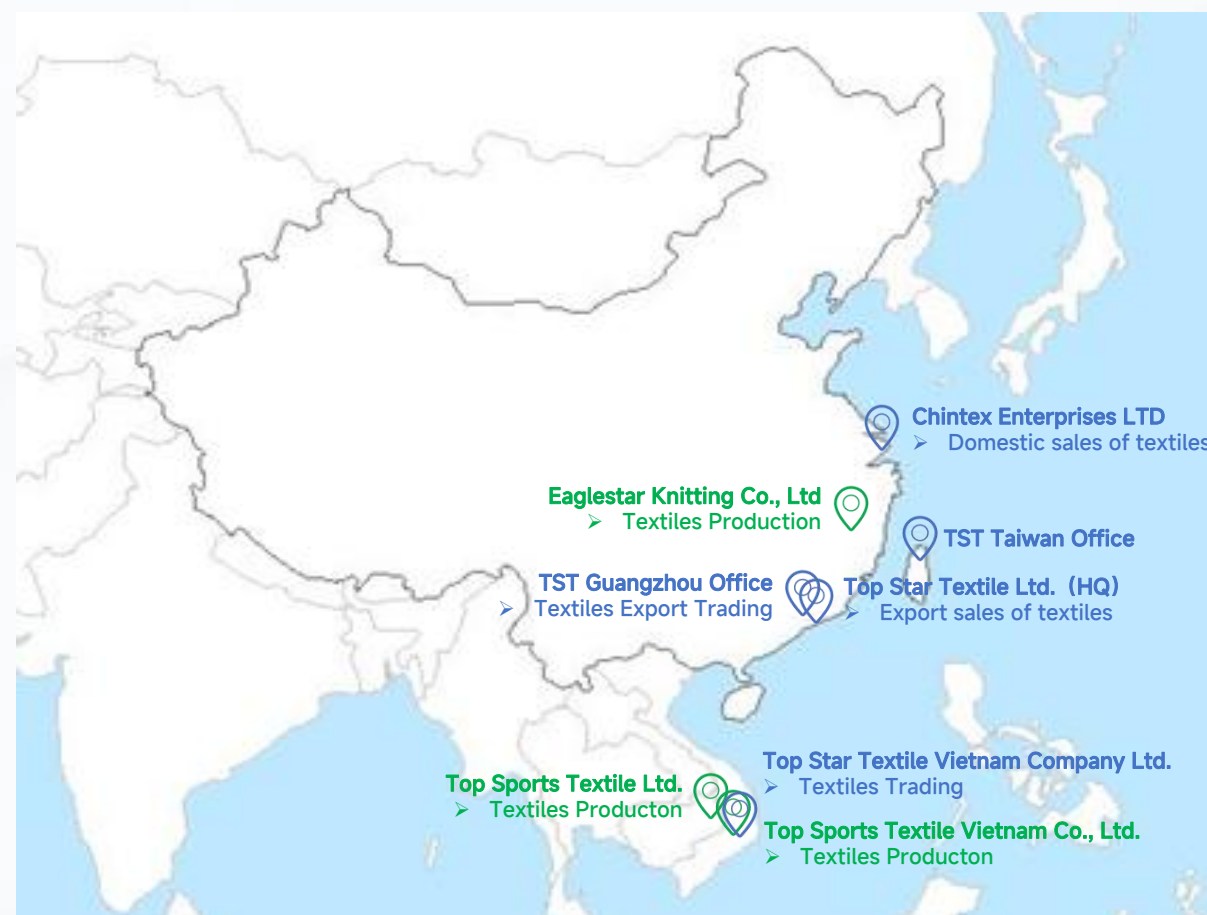 Chintex Enterprises LTD
➢ Domestic sales of textiles
Eaglestar Knitting Co., Ltd
➢ Textiles Production
TST Taiwan Office
TST Guangzhou Office
➢ Textiles Export Trading
Top Star Textile Ltd.（HQ）
➢ Export sales of textiles
Top Star Textile Vietnam Company Ltd.
➢ Textiles Trading
Top Sports Textile Ltd.
➢ Textiles Producton
Top Sports Textile Vietnam Co., Ltd.
➢ Textiles Producton